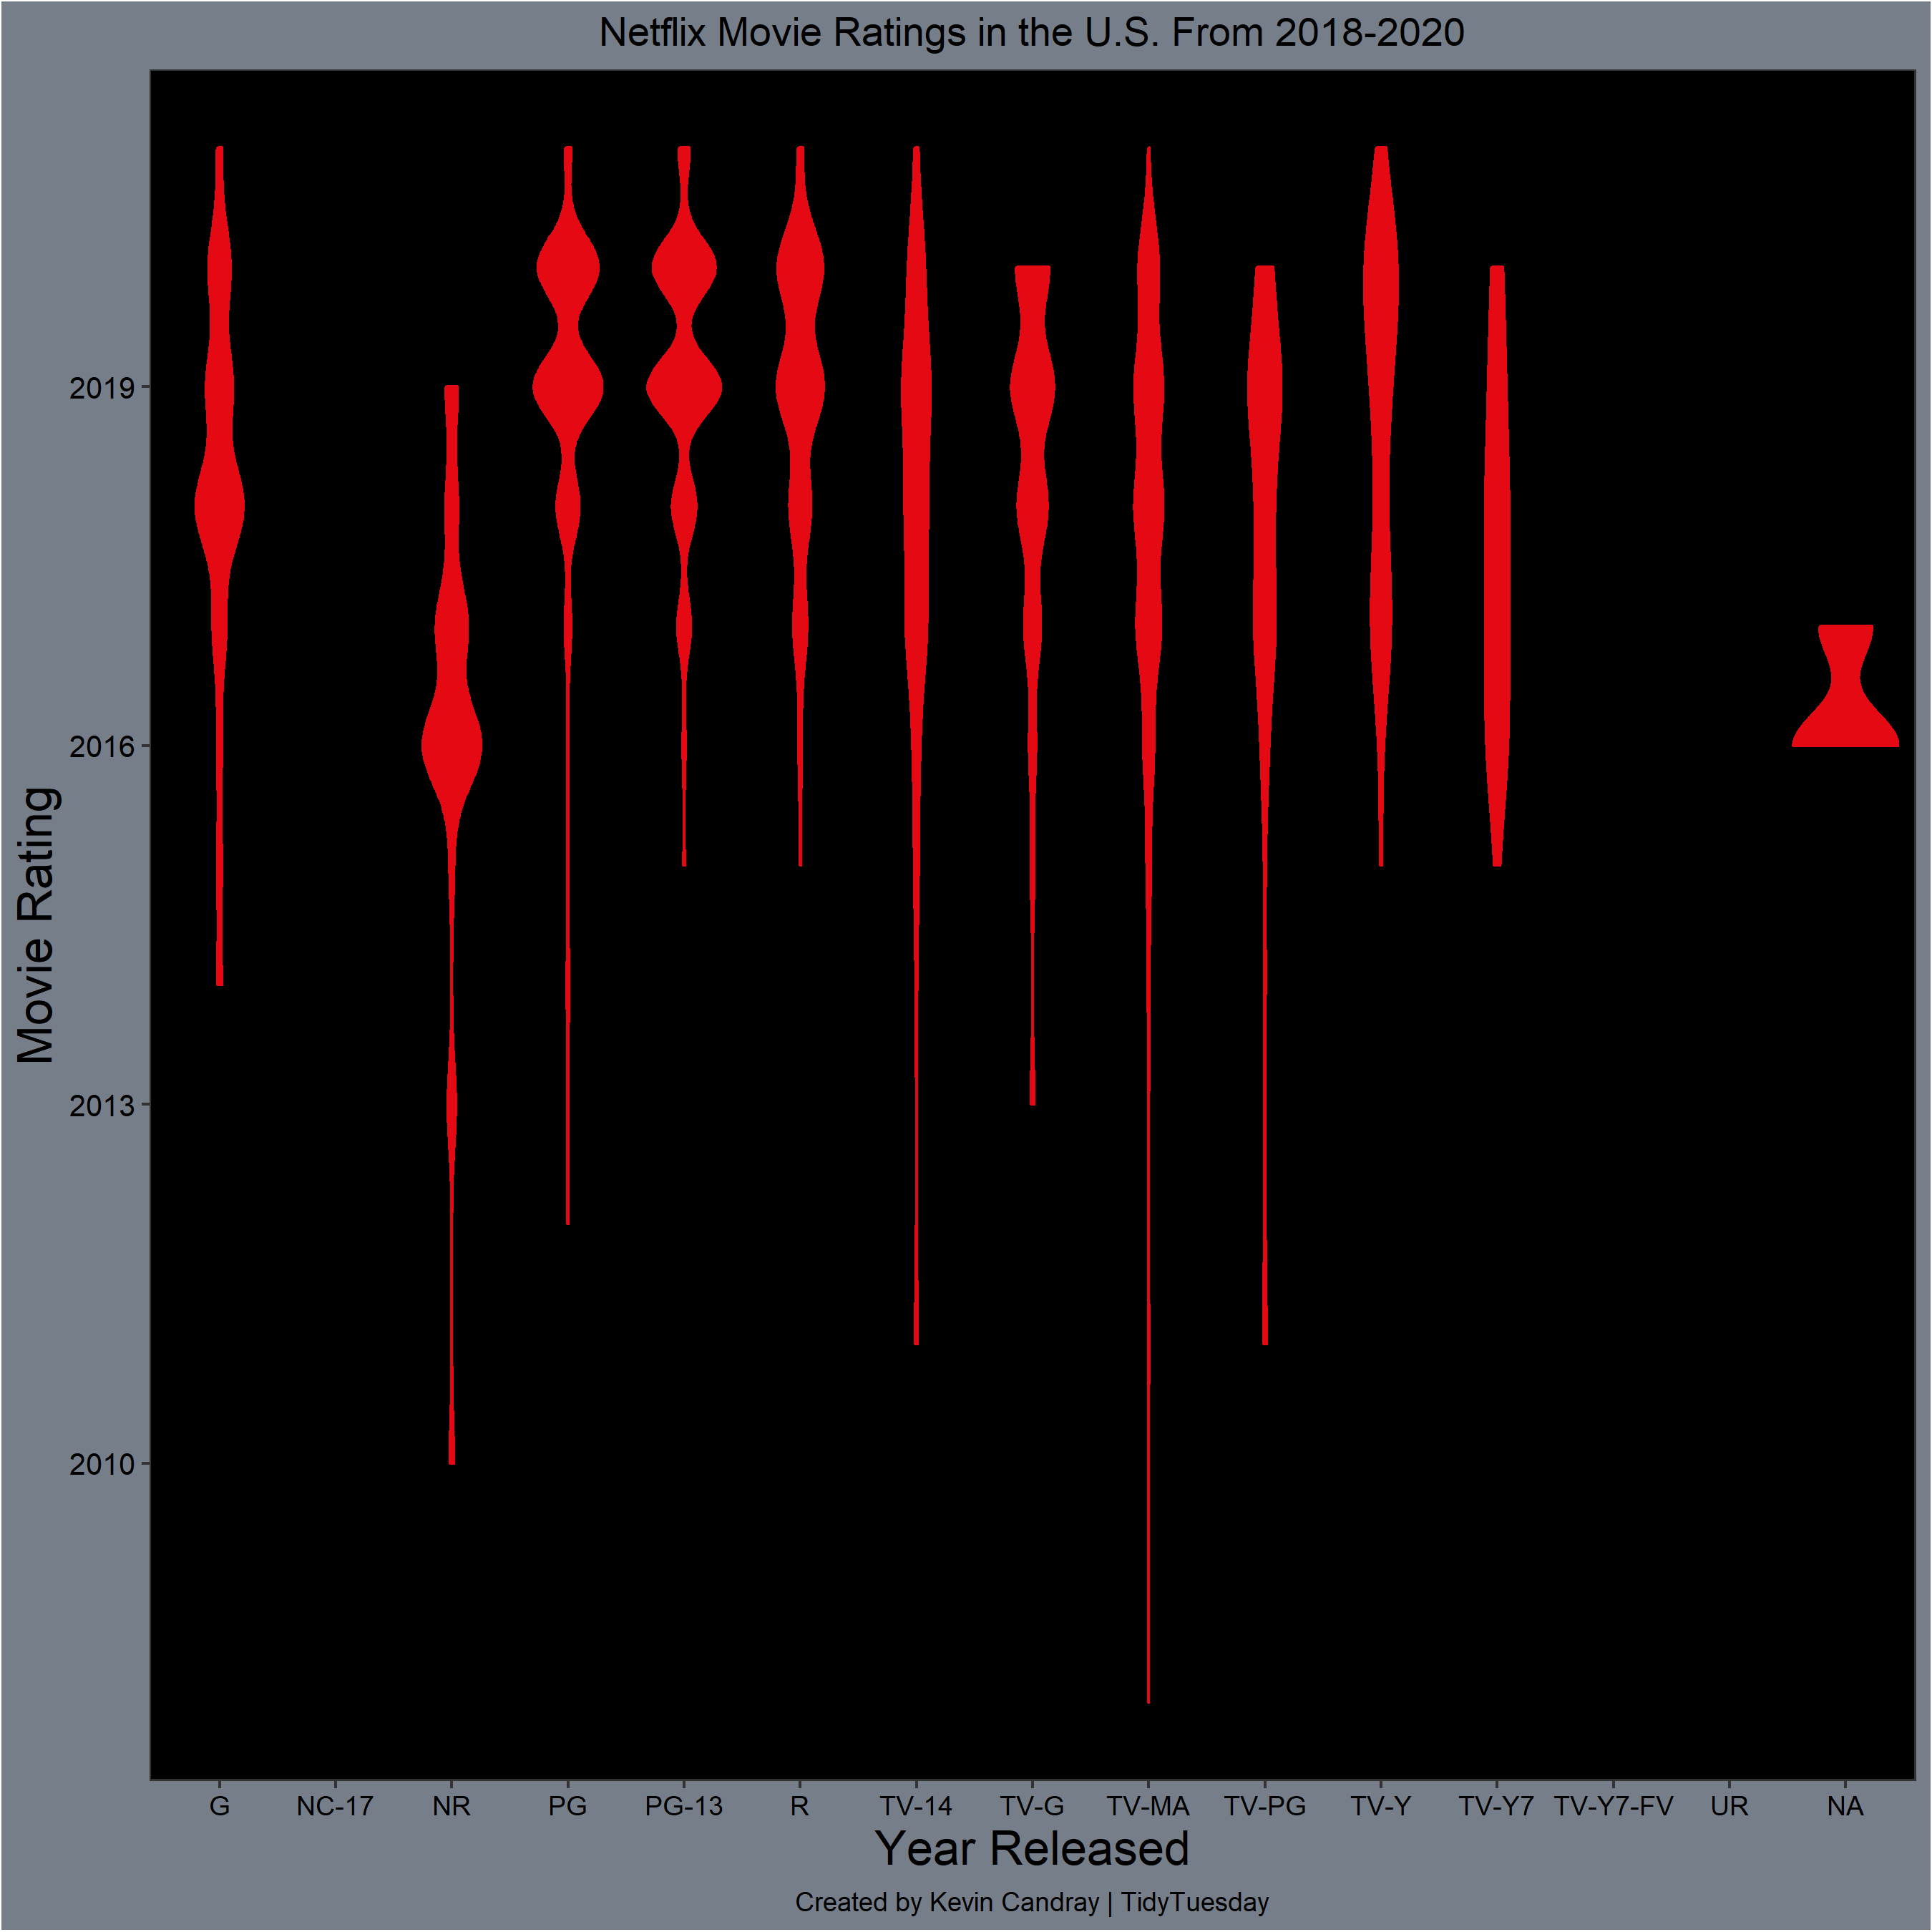 Netflix Movie Ratings in the U.S. From 2018-2020
Movie Rating
2019
2016
2013
2010
G NC-17 NR PG PG-13 R TV-14 TV-G TV-MA TV-PG TV-Y TV-Y7 TV-Y7-FV UR NA
Year Released
Created by Kevin Candray | TidyTuesday